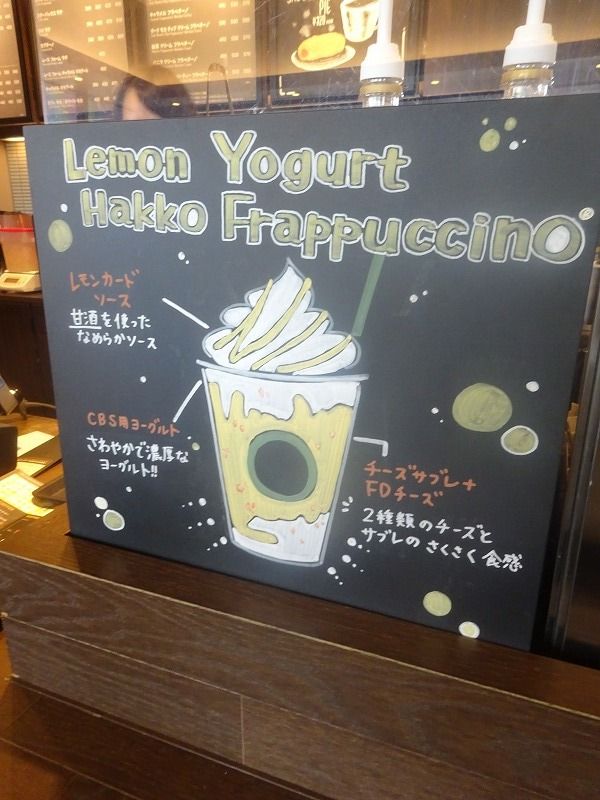 Lemon Yogurt
Hakko Frappuccino®
レモンカード
ソース
甘酒を使った
なめらかソース
CBS用ヨーグルト
さわやかで濃厚な
ヨーグルト!!
チーズサブレ+
FDチーズ
2種類のチーズと
サブレのさくさく食感
PIE